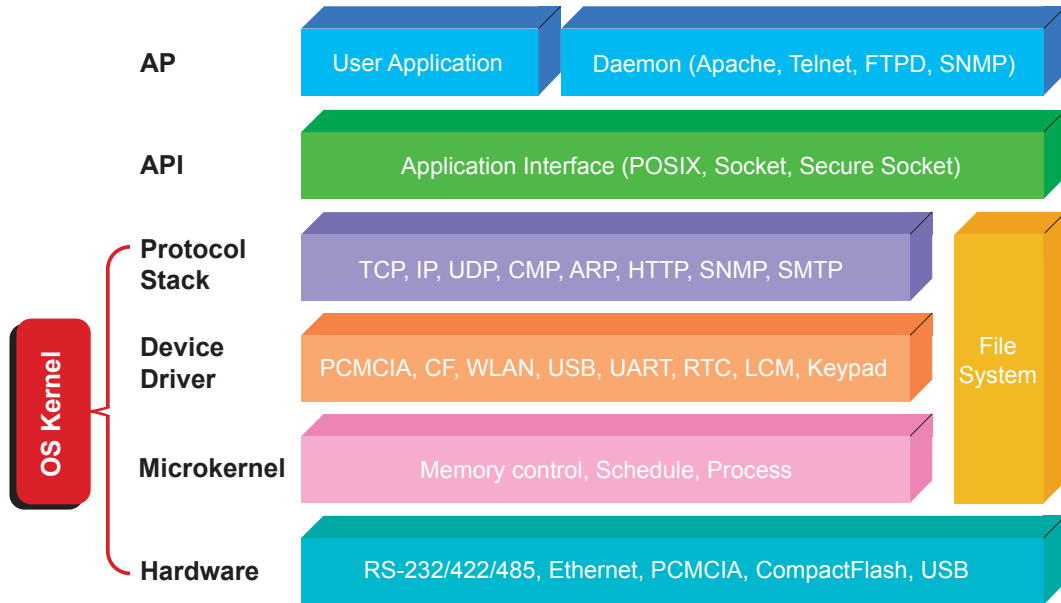 AP
User Application
Daemon (Apache, Telnet, FTPD, SNMP)
API
Application Interface (POSIX, Socket, Secure Socket)
OS Kernel
Protocol
Stack
TCP, IP, UDP, CMP, ARP, HTTP, SNMP, SMTP
Device
Driver
PCMCIA, CF, WLAN, USB, UART, RTC, LCM, Keypad
File
System
Microkernel
Memory control, Schedule, Process
Hardware
RS-232/422/485, Ethernet, PCMCIA, CompactFlash, USB